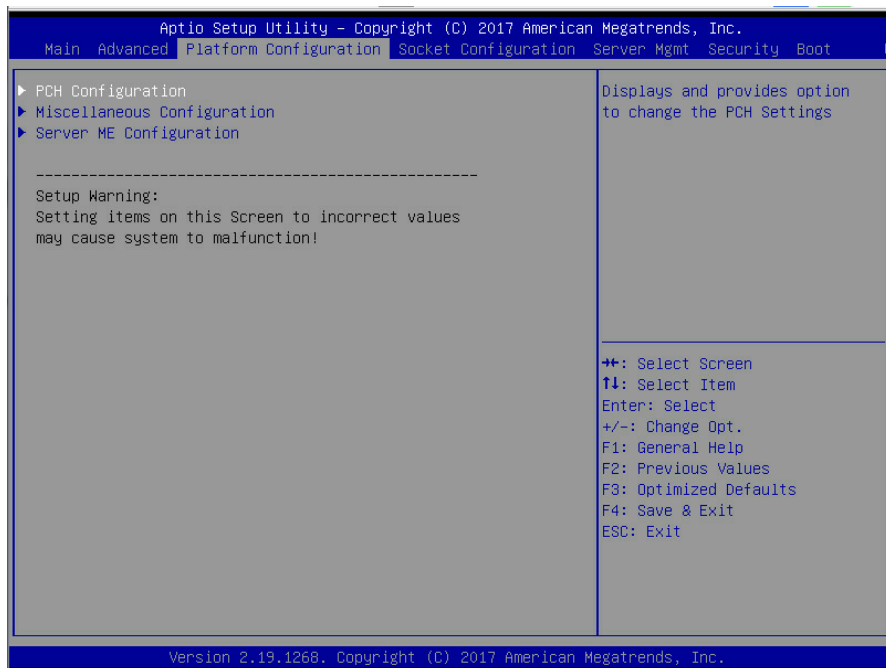 Aptio Setup Utility – Copyright (C) 2017 American Megatrends, Inc.
Main Advanced Platform Configuration Socket Configuration Server Mgmt Security Boot
PCH Configuration
Miscellaneous Configuration
Server ME Configuration
--------------------------------------------------
Setup Warning:
Setting items on this Screen to incorrect values
may cause system to malfunction!
Displays and provides option
to change the PCH Settings
→←: Select Screen
↑↓: Select Item
Enter: Select
+/-: Change Opt.
F1: General Help
F2: Previous Values
F3: Optimized Defaults
F4: Save & Exit
ESC: Exit
Version 2.19.1268. Copyright (C) 2017 American Megatrends, Inc.